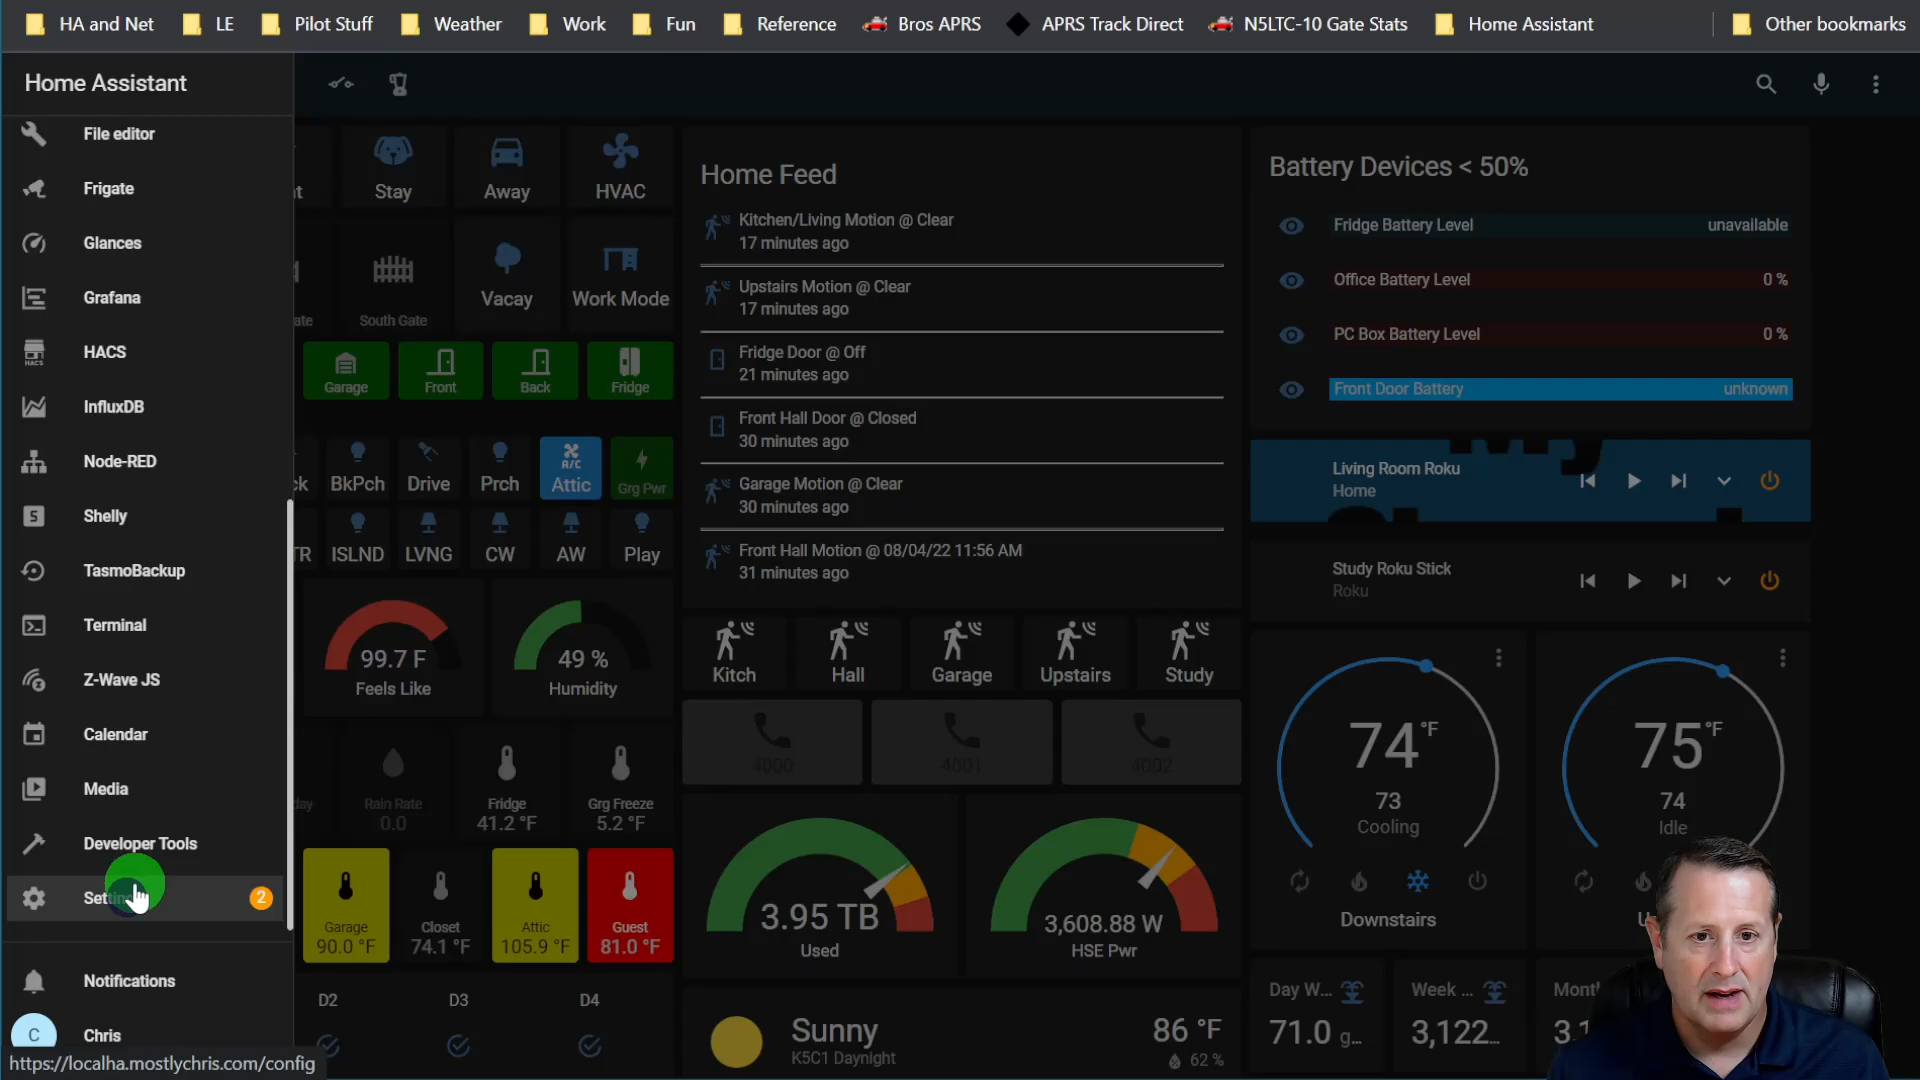 HA and Net
LE
Pilot Stuff
Weather
Work
Fun
Reference
Bros APRS
APRS Track Direct
N5LTC-10 Gate Stats
Home Assistant
Other bookmarks
Home Assistant
File editor
Frigate
Glances
Grafana
HACS
HACS
InfluxDB
Node-RED
Shelly
TasmoBackup
Terminal
Z-Wave JS
Calendar
Media
Developer Tools
2
Notifications
C
Chris
https://localha.mostlychris.com/config
Stay
Away
HVAC
South Gate
Vacay
Work Mode
Garage
Front
Back
Fridge
BkPch
Drive
Prch
A/C
Attic
Grg Pwr
ISLND
LVNG
CW
AW
Play
99.7 F
Feels Like
49 %
Humidity
Rain Rate
0.0
Fridge
41.2 °F
Grg Freeze
5.2 °F
Garage
90.0 °F
Closet
74.1 °F
Attic
105.9 °F
Guest
81.0 °F
D2
D3
D4
Home Feed
Kitchen/Living Motion @ Clear
17 minutes ago
Upstairs Motion @ Clear
17 minutes ago
Fridge Door @ Off
21 minutes ago
Front Hall Door @ Closed
30 minutes ago
Garage Motion @ Clear
30 minutes ago
Front Hall Motion @ 08/04/22 11:56 AM
31 minutes ago
Kitch
Hall
Garage
Upstairs
Study
4000
4001
4002
3.95 TB
Used
3,608.88 W
HSE Pwr
Sunny
K5C1 Daynight
86 °F
62 %
Battery Devices < 50%
Fridge Battery Level
unavailable
Office Battery Level
0 %
PC Box Battery Level
0 %
Front Door Battery
unknown
Living Room Roku
Home
Study Roku Stick
Roku
74 °F
73
Cooling
Downstairs
75 °F
74
Idle
Day W...
71.0 g...
Week ...
3,122...